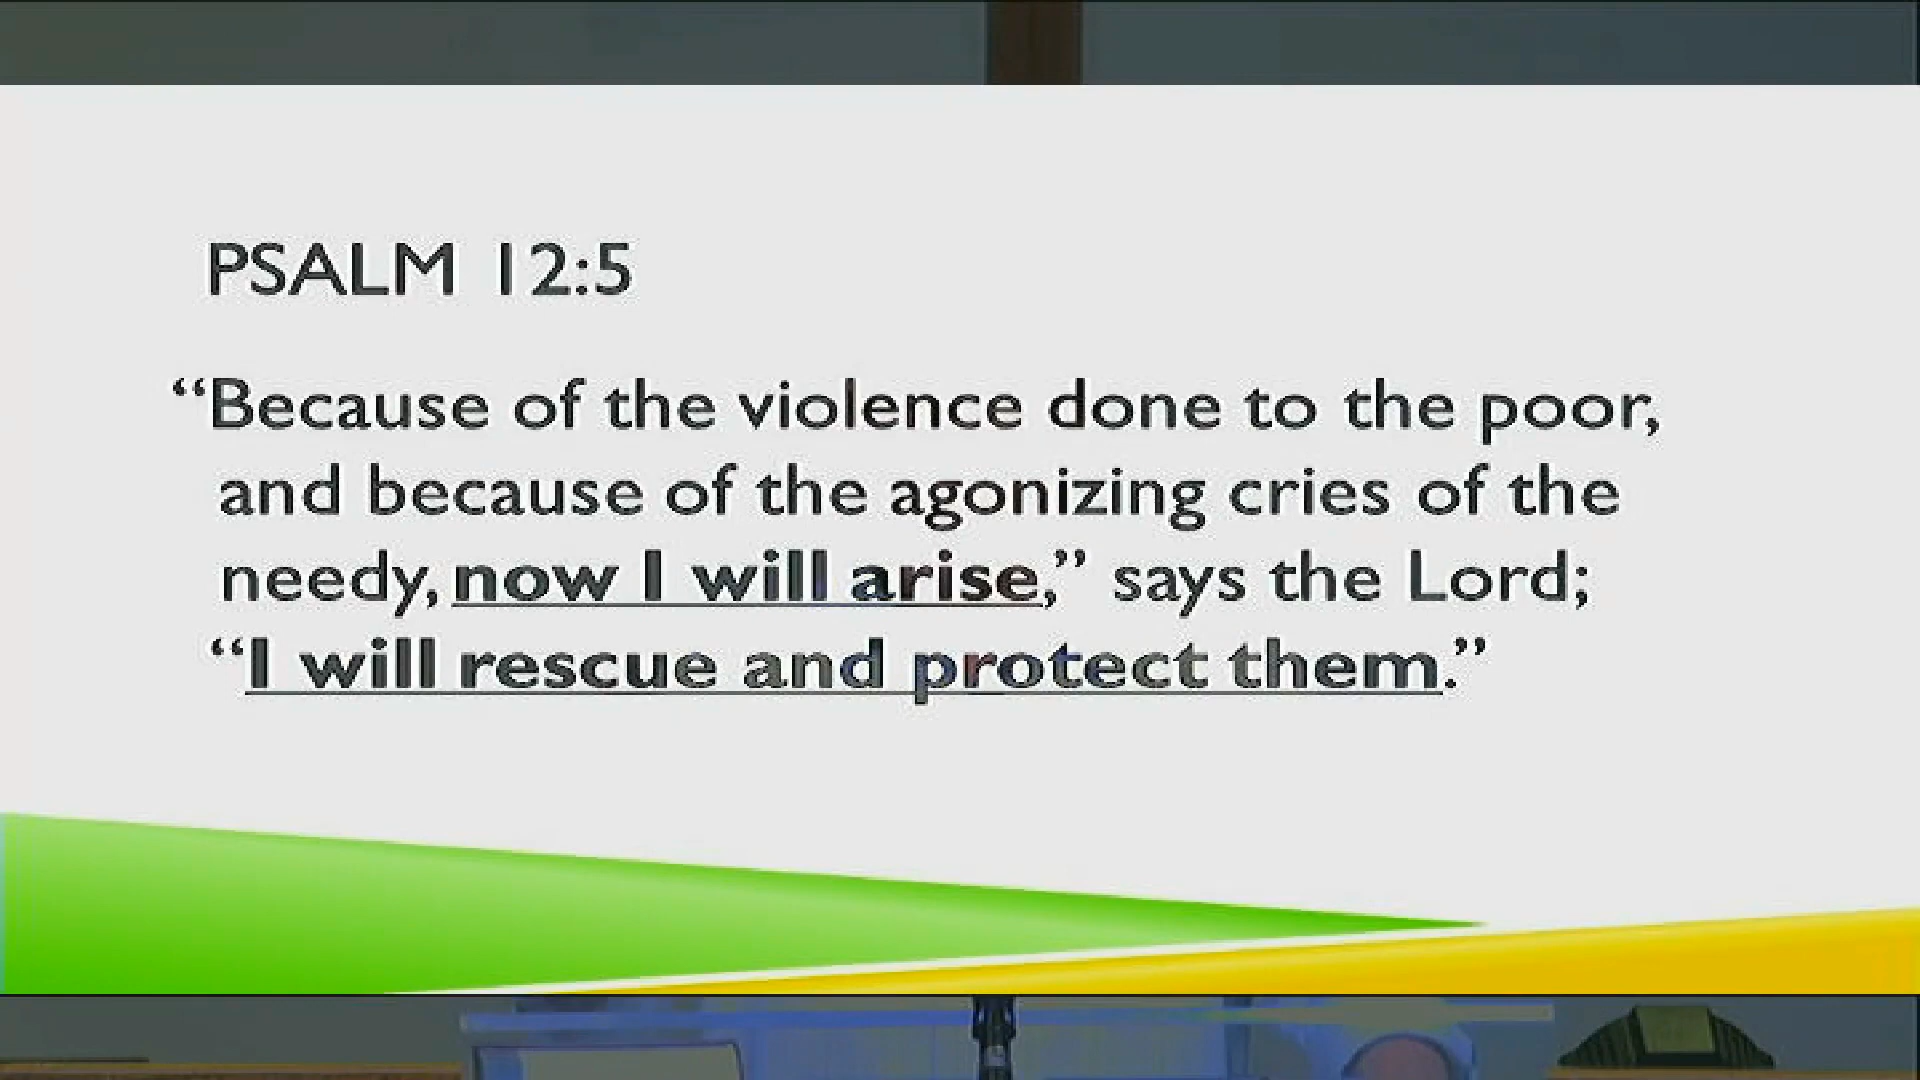 PSALM 12:5
“Because of the violence done to the poor,
and because of the agonizing cries of the
needy, now I will arise,” says the Lord;
“I will rescue and protect them.”